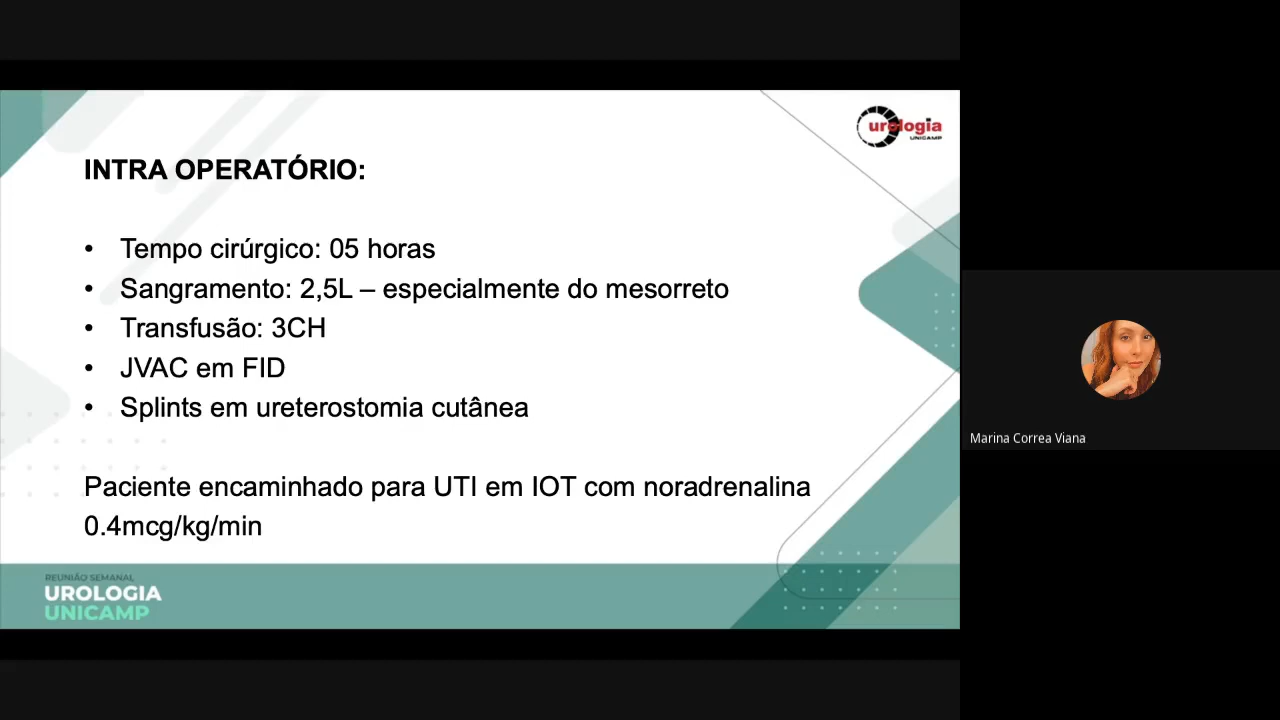 urologia
UNICAMP
INTRA OPERATÓRIO:
• Tempo cirúrgico: 05 horas
• Sangramento: 2,5L – especialmente do mesorreto
• Transfusão: 3CH
• JVAC em FID
• Splints em ureterostomia cutânea
Paciente encaminhado para UTI em IOT com noradrenalina
0.4mcg/kg/min
REUNIÃO SEMANAL
UROLOGIA
UNICAMP
Marina Correa Viana